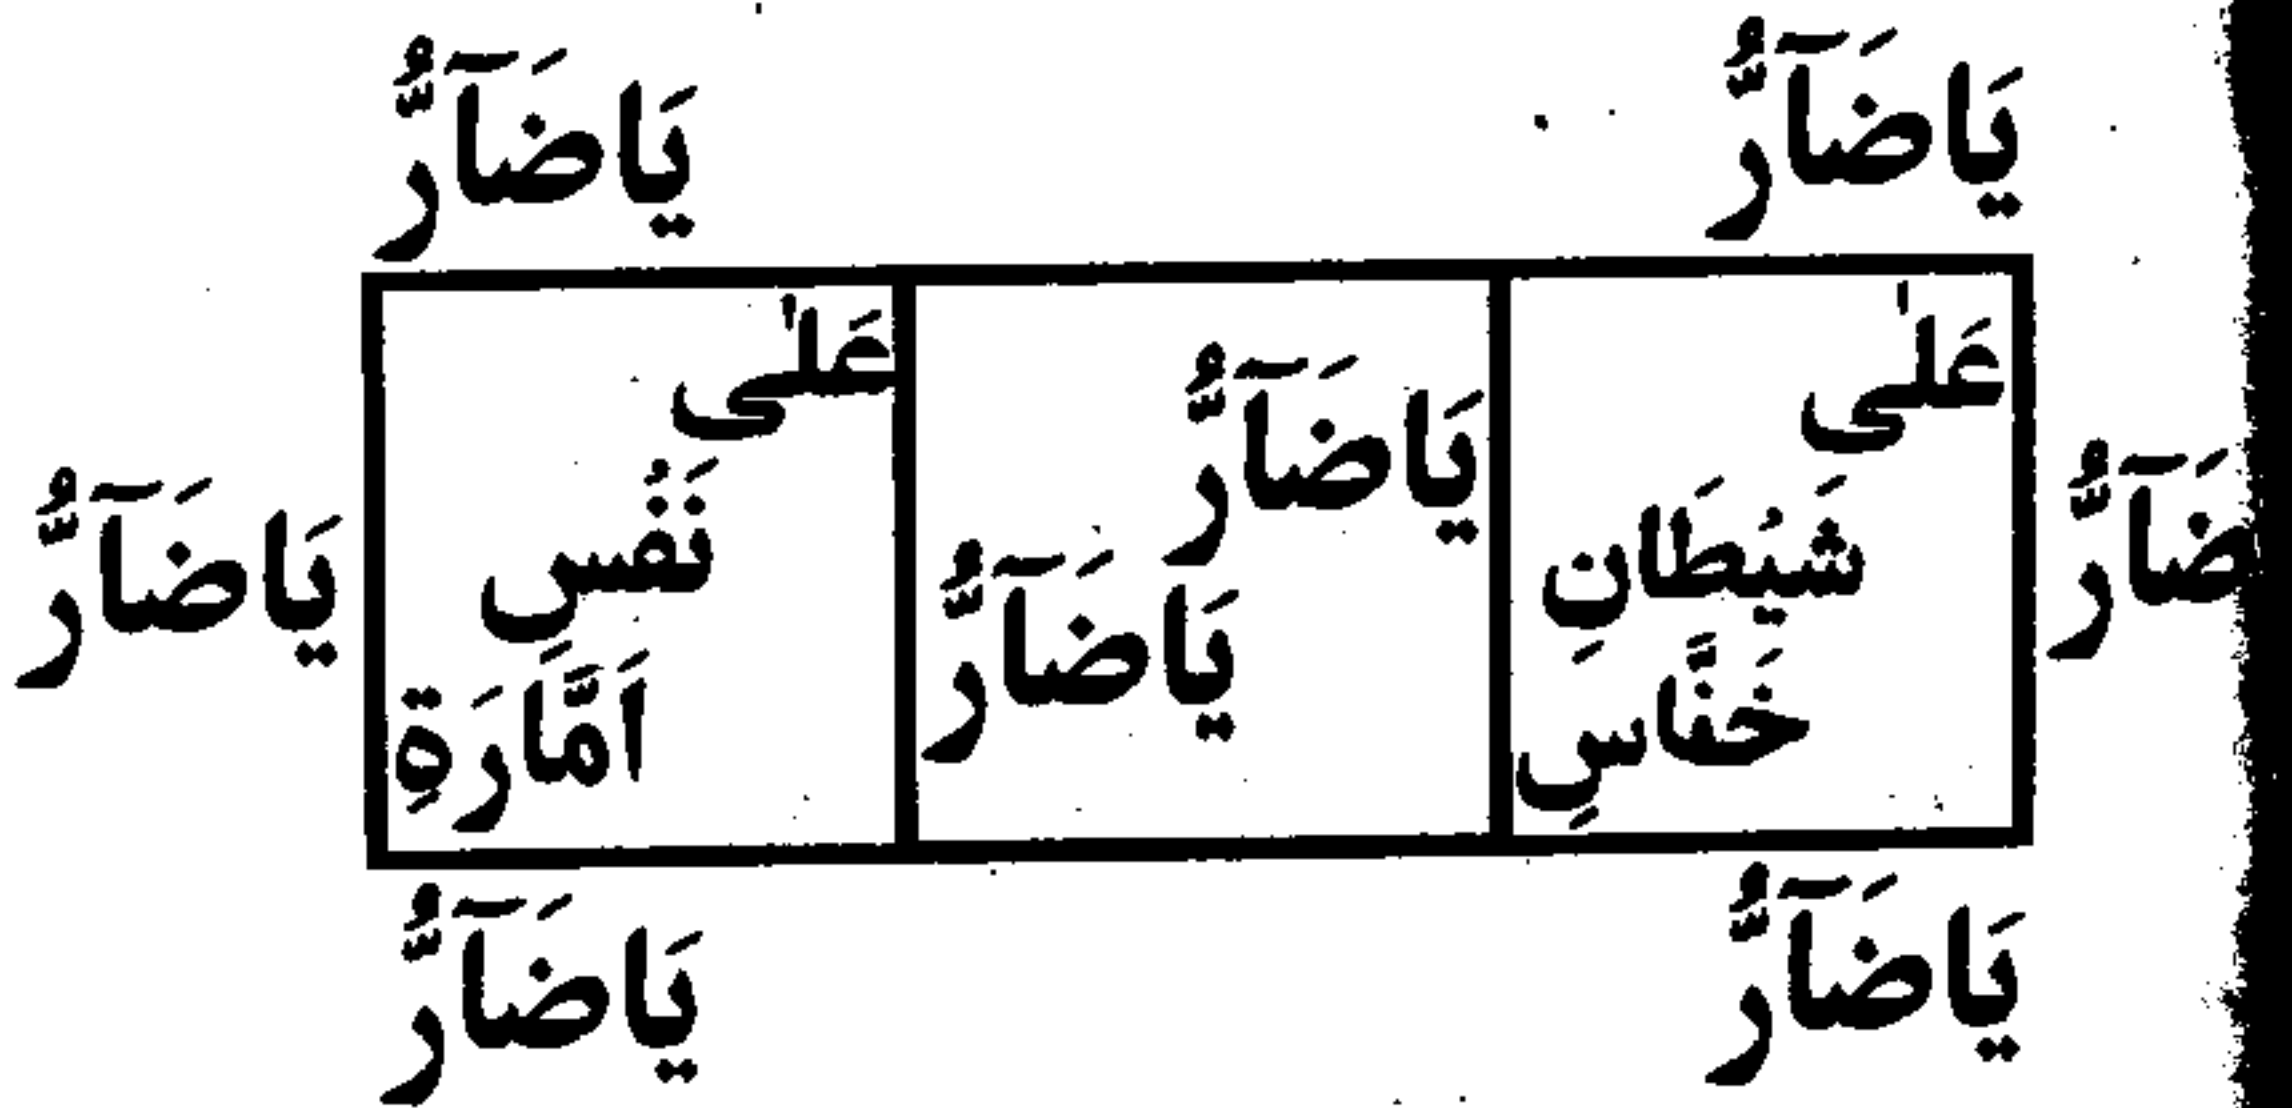 يَاضَآرُّ
يَاضَآرُّ
عَلٰى
شَيْطَانِ
خَنَّاسِ
يَاضَآرُّ
يَاضَآرُّ
عَلٰى
نَفْسِ
اَمَّارَةِ
ضَآرُّ
يَاضَآرُّ
يَاضَآرُّ
يَاضَآرُّ